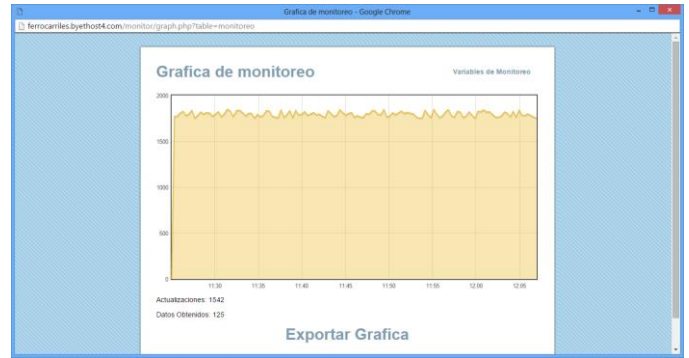 Grafica de monitoreo - Google Chrome
ferrocarriles.byethost4.com/monitor/graph.php?table=monitoreo
Grafica de monitoreo
Variables de Monitoreo
2000
1500
1000
500
0
11:30 11:35 11:40 11:45 11:50 11:55 12:00 12:05
Actualizaciones: 1542
Datos Obtenidos: 125
Exportar Grafica